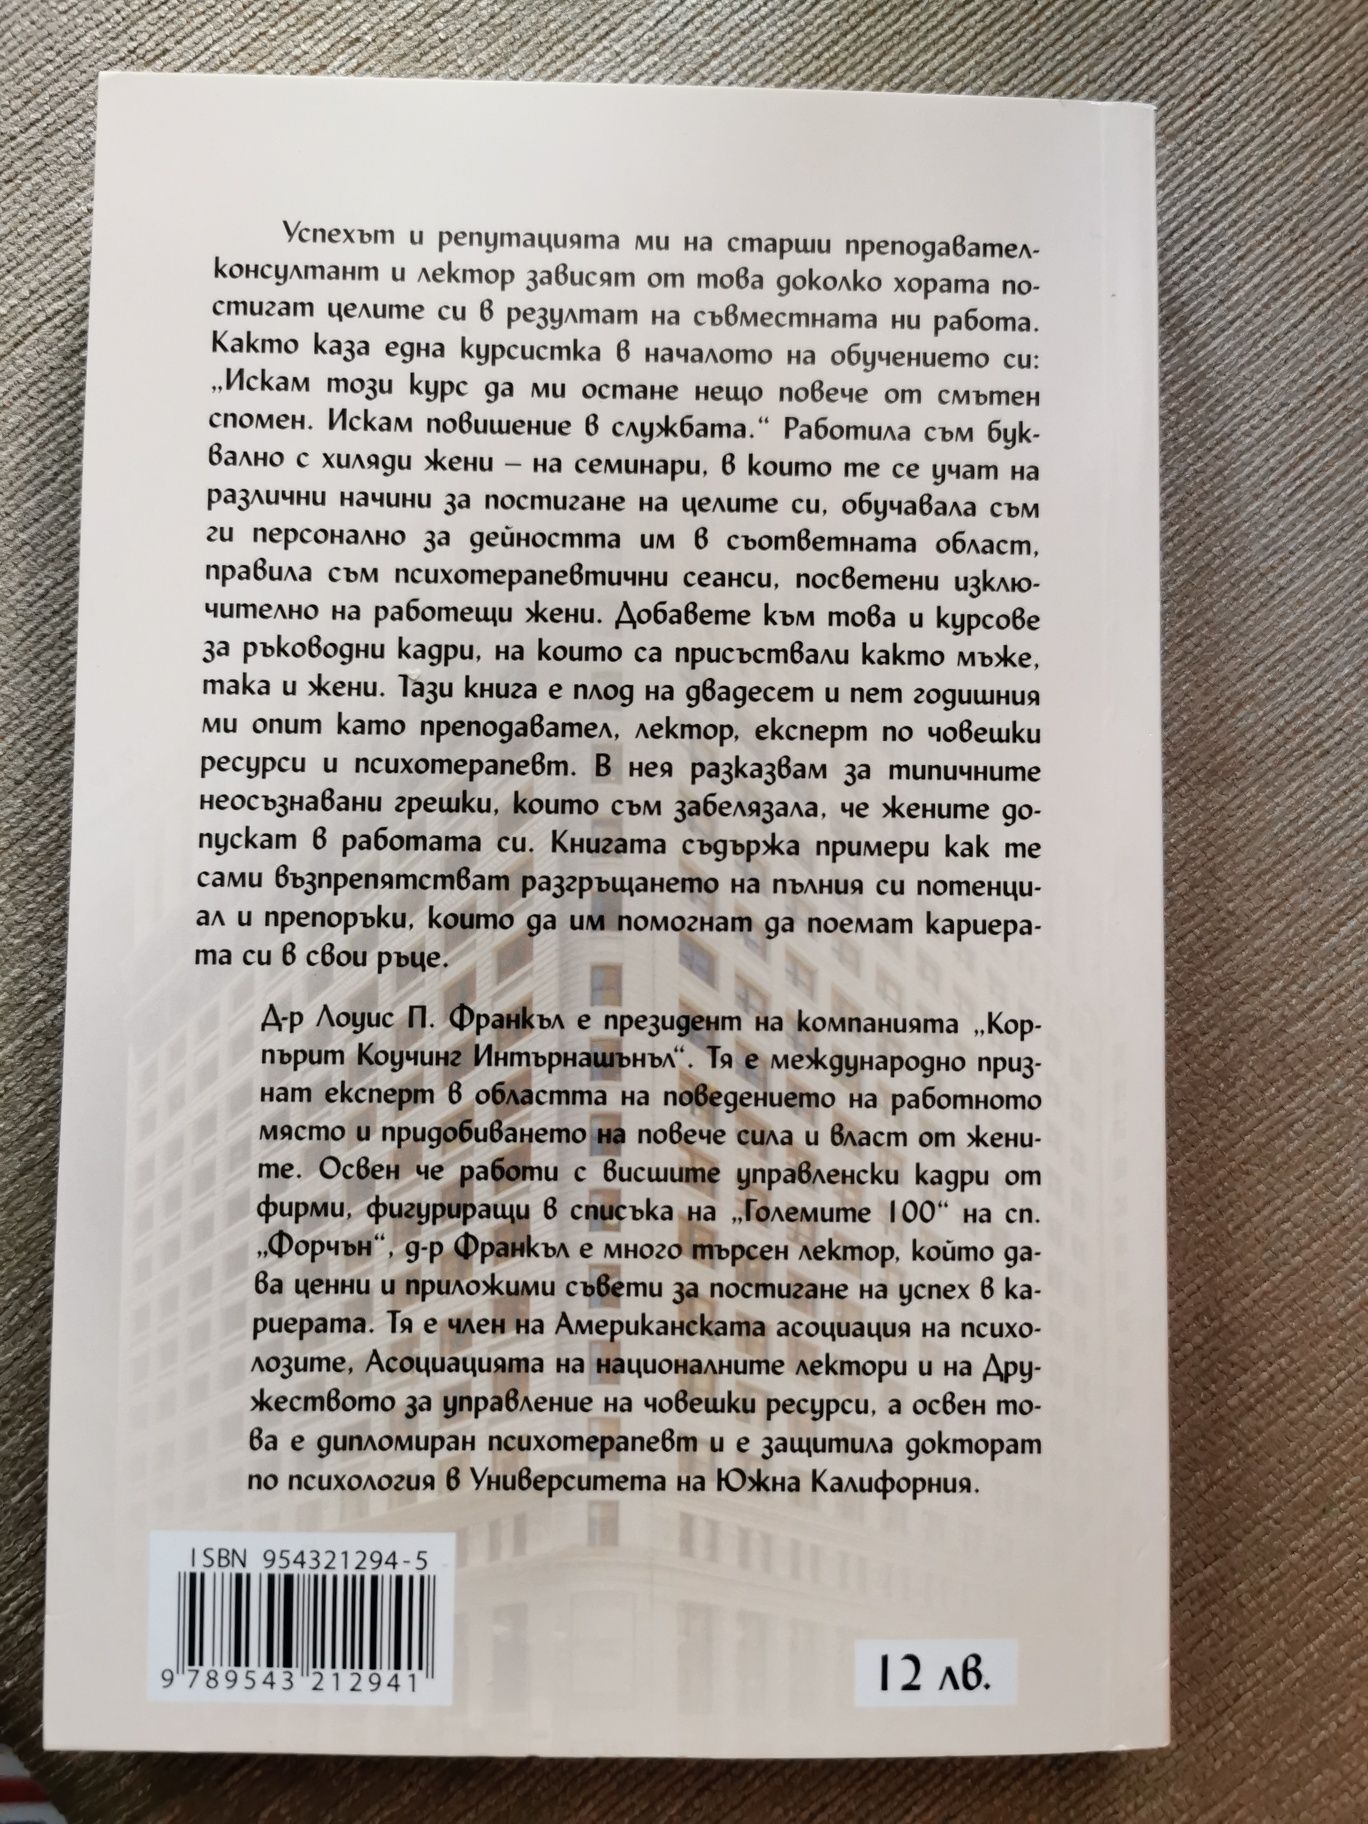 Успехът и репутацията ми на старши преподавател-
консултант и лектор зависят от това доколко хората по-
стигат целите си в резултат на съвместната ни работа.
Както каза една курсистка в началото на обучението си:
„Искам този курс да ми остане нещо повече от смътен
спомен. Искам повишение в службата.“ Работила съм бук-
вално с хиляди жени – на семинари, в които те се учат на
различни начини за постигане на целите си, обучавала съм
ги персонално за дейността им в съответната област,
правила съм психотерапевтични сеанси, посветени изклю-
чително на работещи жени. Добавете към това и курсове
за ръководни кадри, на които са присъствали както мъже,
така и жени. Тази книга е плод на двадесет и пет годишния
ми опит като преподавател, лектор, експерт по човешки
ресурси и психотерапевт. В нея разказвам за типичните
неосъзнавани грешки, които съм забелязала, че жените до-
пускат в работата си. Книгата съдържа примери как те
сами възпрепятстват разгръщането на пълния си потенци-
ал и препоръки, които да им помогнат да поемат кариера-
та си в свои ръце.
Д-р Лоуис П. Франкъл е президент на компанията „Кор-
пърит Коучинг Интърнашънъл“. Тя е международно приз-
нат експерт в областта на поведението на работното
място и придобиването на повече сила и власт от жени-
те. Освен че работи с висшите управленски кадри от
фирми, фигуриращи в списъка на „Големите 100“ на сп.
„Форчън“, д-р Франкъл е много търсен лектор, който да-
ва ценни и приложими съвети за постигане на успех в ка-
риерата. Тя е член на Американската асоциация на психо-
лозите, Асоциацията на националните лектори и на Дру-
жеството за управление на човешки ресурси, а освен то-
ва е дипломиран психотерапевт и е защитила докторат
по психология в Университета на Южна Калифорния.
ISBN 954321294-5
9 789543 212941
12 лв.